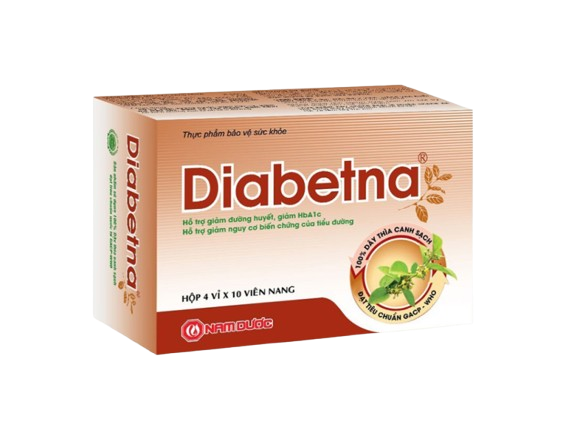 Thực phẩm bảo vệ sức khỏe
Diabetna®
Hỗ trợ giảm đường huyết, giảm HbA1c
Hỗ trợ giảm nguy cơ biến chứng của tiểu đường
100% DÂY THÌA CANH SẠCH
ĐẠT TIÊU CHUẨN GACP - WHO
HỘP 4 VỈ X 10 VIÊN NANG
NAM DƯỢC
Diabetna®